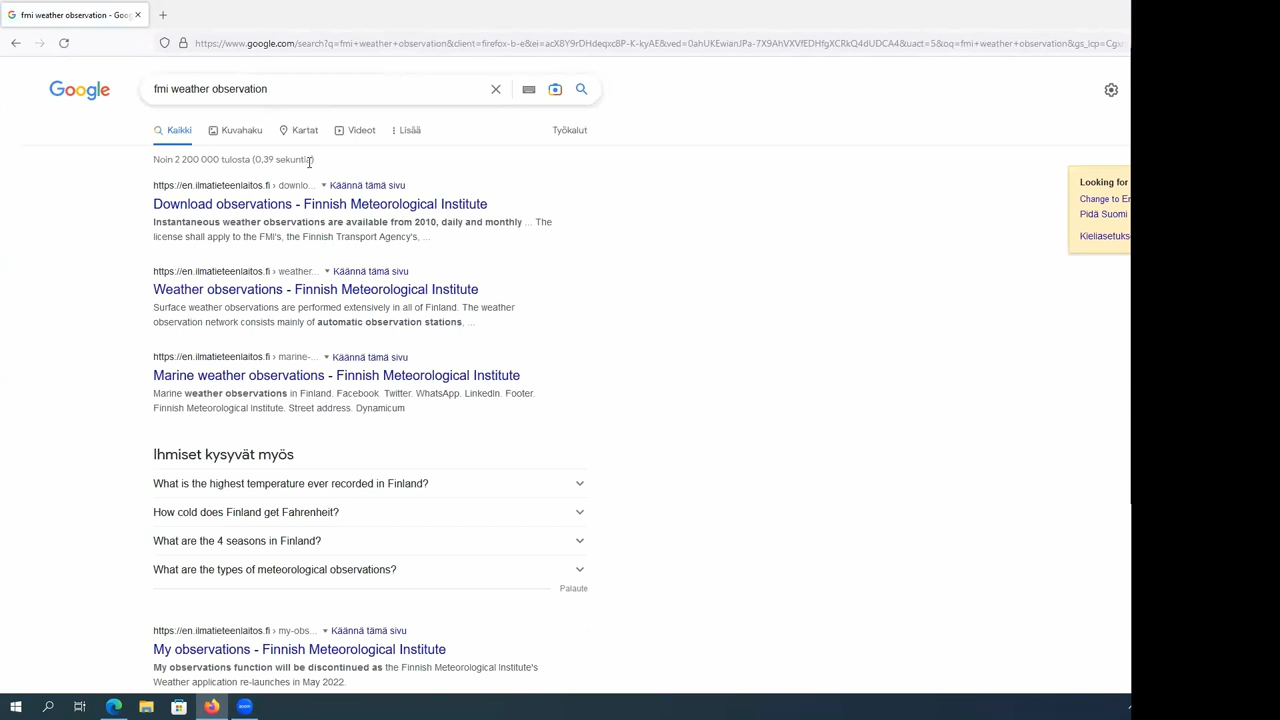 fmi weather observation - Goo
https://www.google.com/search?q=fmi+weather+observation&client=firefox-b-e&ei=acX8Y9rDHdeqxc8P-K-kyAE&ved=0ahUKEwianJPa-7X9AhVXVfEDHfgXCRkQ4dUDCA4&uact=5&oq=fmi+weather+observation&gs_lcp=Cgx
Google
fmi weather observation
Kaikki Kuvahaku Kartat Videot Lisää Työkalut
Noin 2 200 000 tulosta (0,39 sekuntia)
https://en.ilmatieteenlaitos.fi › downlo... Käännä tämä sivu
Download observations - Finnish Meteorological Institute
Instantaneous weather observations are available from 2010, daily and monthly ... The
license shall apply to the FMI's, the Finnish Transport Agency's, ...
https://en.ilmatieteenlaitos.fi › weather... Käännä tämä sivu
Weather observations - Finnish Meteorological Institute
Surface weather observations are performed extensively in all of Finland. The weather
observation network consists mainly of automatic observation stations, ...
https://en.ilmatieteenlaitos.fi › marine-... Käännä tämä sivu
Marine weather observations - Finnish Meteorological Institute
Marine weather observations in Finland. Facebook. Twitter. WhatsApp. LinkedIn. Footer.
Finnish Meteorological Institute. Street address. Dynamicum
Ihmiset kysyvät myös
What is the highest temperature ever recorded in Finland?
How cold does Finland get Fahrenheit?
What are the 4 seasons in Finland?
What are the types of meteorological observations?
Palaute
https://en.ilmatieteenlaitos.fi › my-obs... Käännä tämä sivu
My observations - Finnish Meteorological Institute
My observations function will be discontinued as the Finnish Meteorological Institute's
Weather application re-launches in May 2022.
Looking for
Change to En
Pidä Suomi
Kieliasetuks
zoom